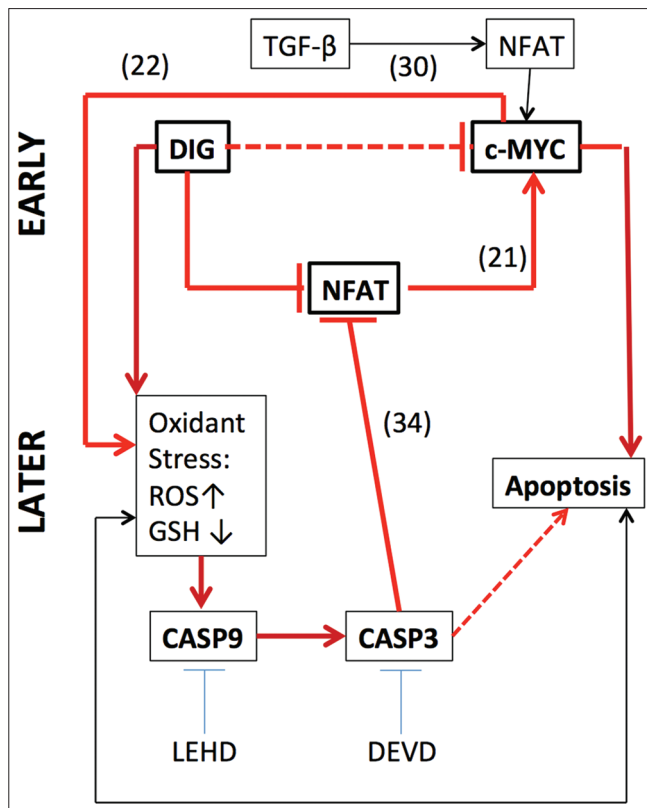 TGF-β
NFAT
(22)
(30)
EARLY
DIG
c-MYC
(21)
NFAT
LATER
Oxidant
Stress:
ROS↑
GSH ↓
(34)
Apoptosis
CASP9
CASP3
LEHD
DEVD